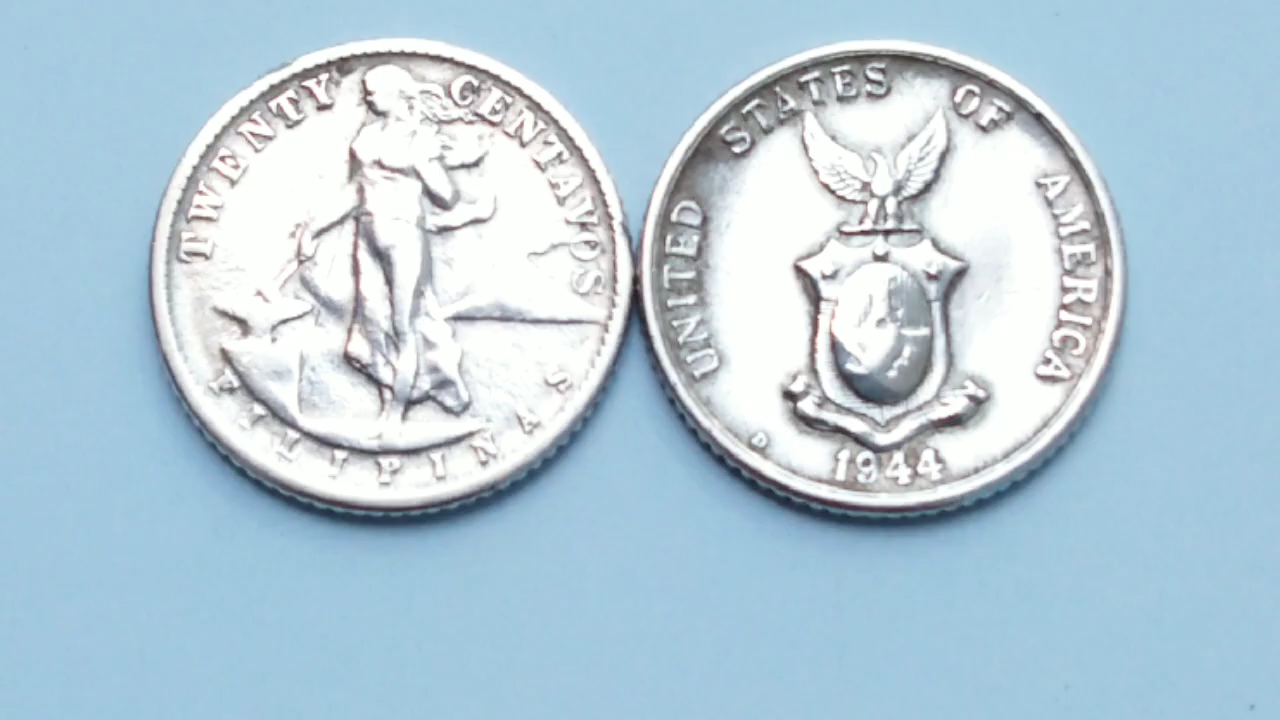 TWENTY CENTAVOS
FILIPINAS
UNITED STATES OF AMERICA
D
1944